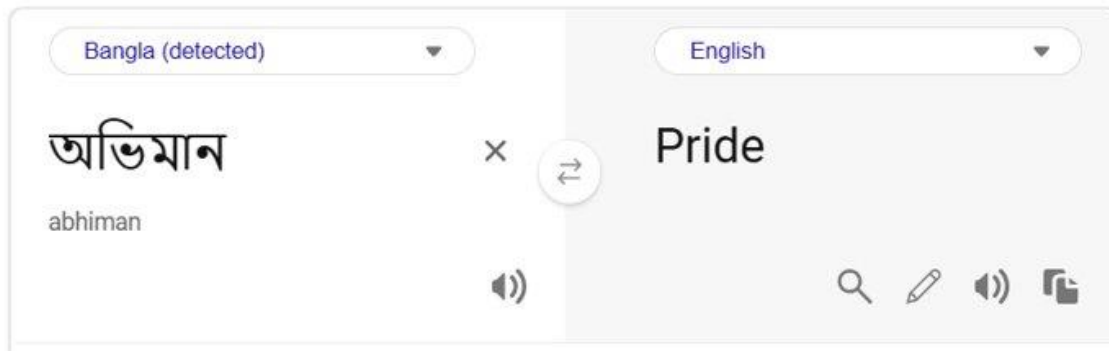 Bangla (detected)
English
অভিমান
Pride
abhiman